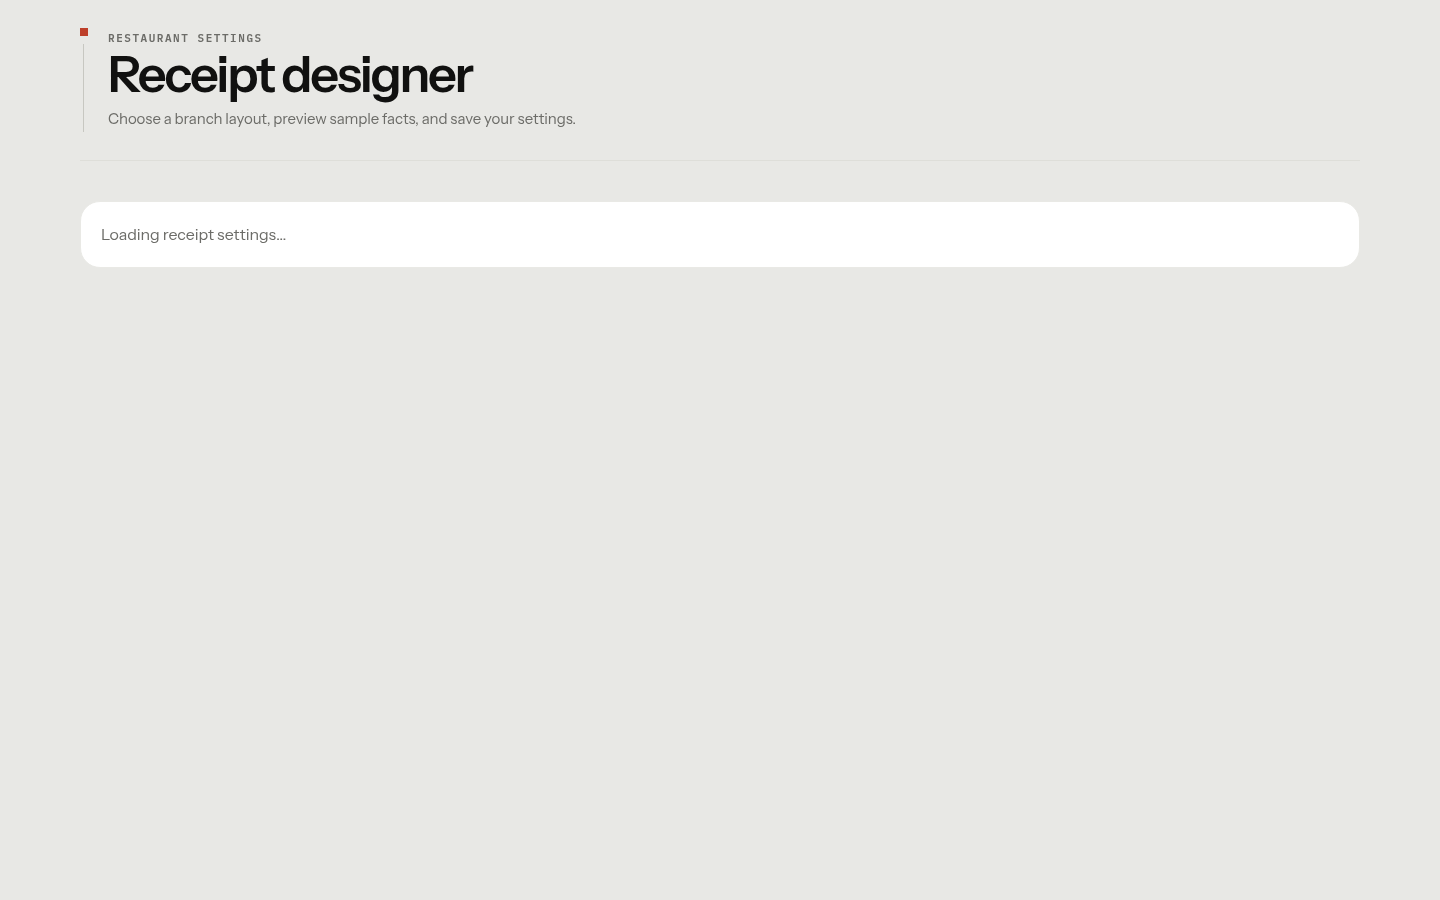 RESTAURANT SETTINGS
Receipt designer
Choose a branch layout, preview sample facts, and save your settings.
Loading receipt settings...